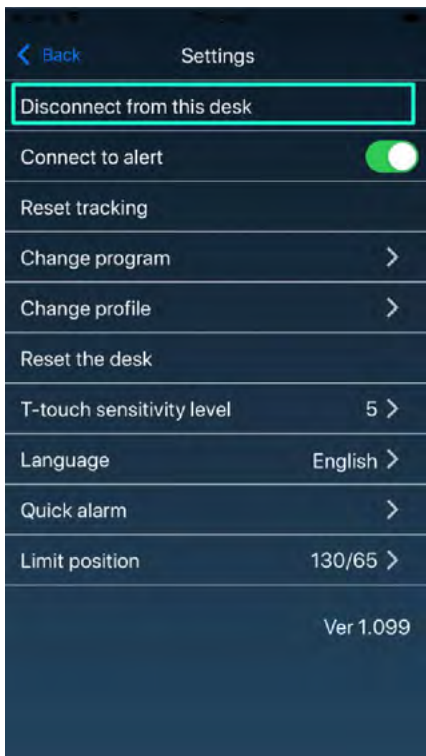 Back
Settings
Disconnect from this desk
Connect to alert
Reset tracking
Change program
Change profile
Reset the desk
T-touch sensitivity level 5
Language English
Quick alarm
Limit position 130/65
Ver 1.099